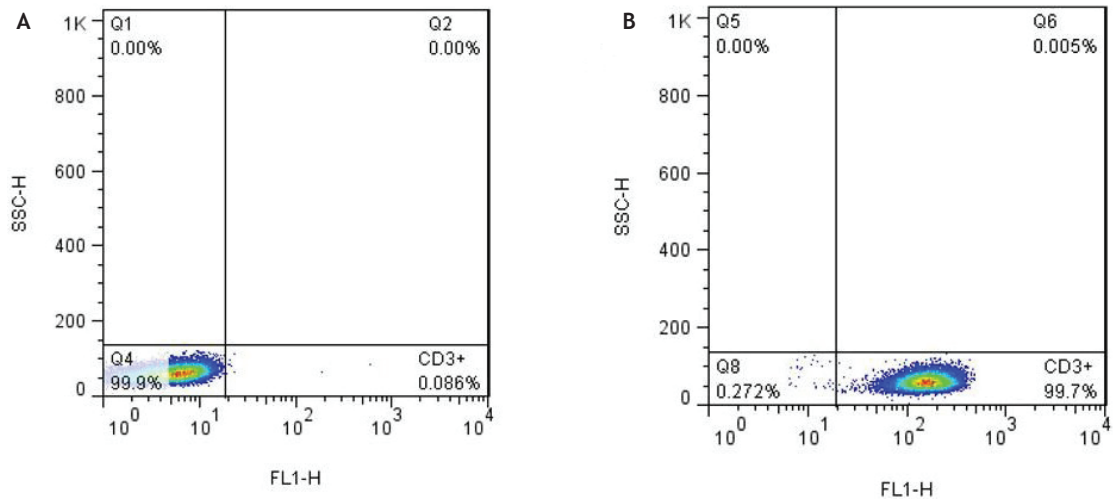 A
Q1
0.00%
Q2
0.00%
Q4
99.9%
CD3+
0.086%
1K
800
600
400
200
0
SSC-H
10^0
10^1
10^2
10^3
10^4
FL1-H
B
Q5
0.00%
Q6
0.005%
Q8
0.272%
CD3+
99.7%
1K
800
600
400
200
0
SSC-H
10^0
10^1
10^2
10^3
10^4
FL1-H